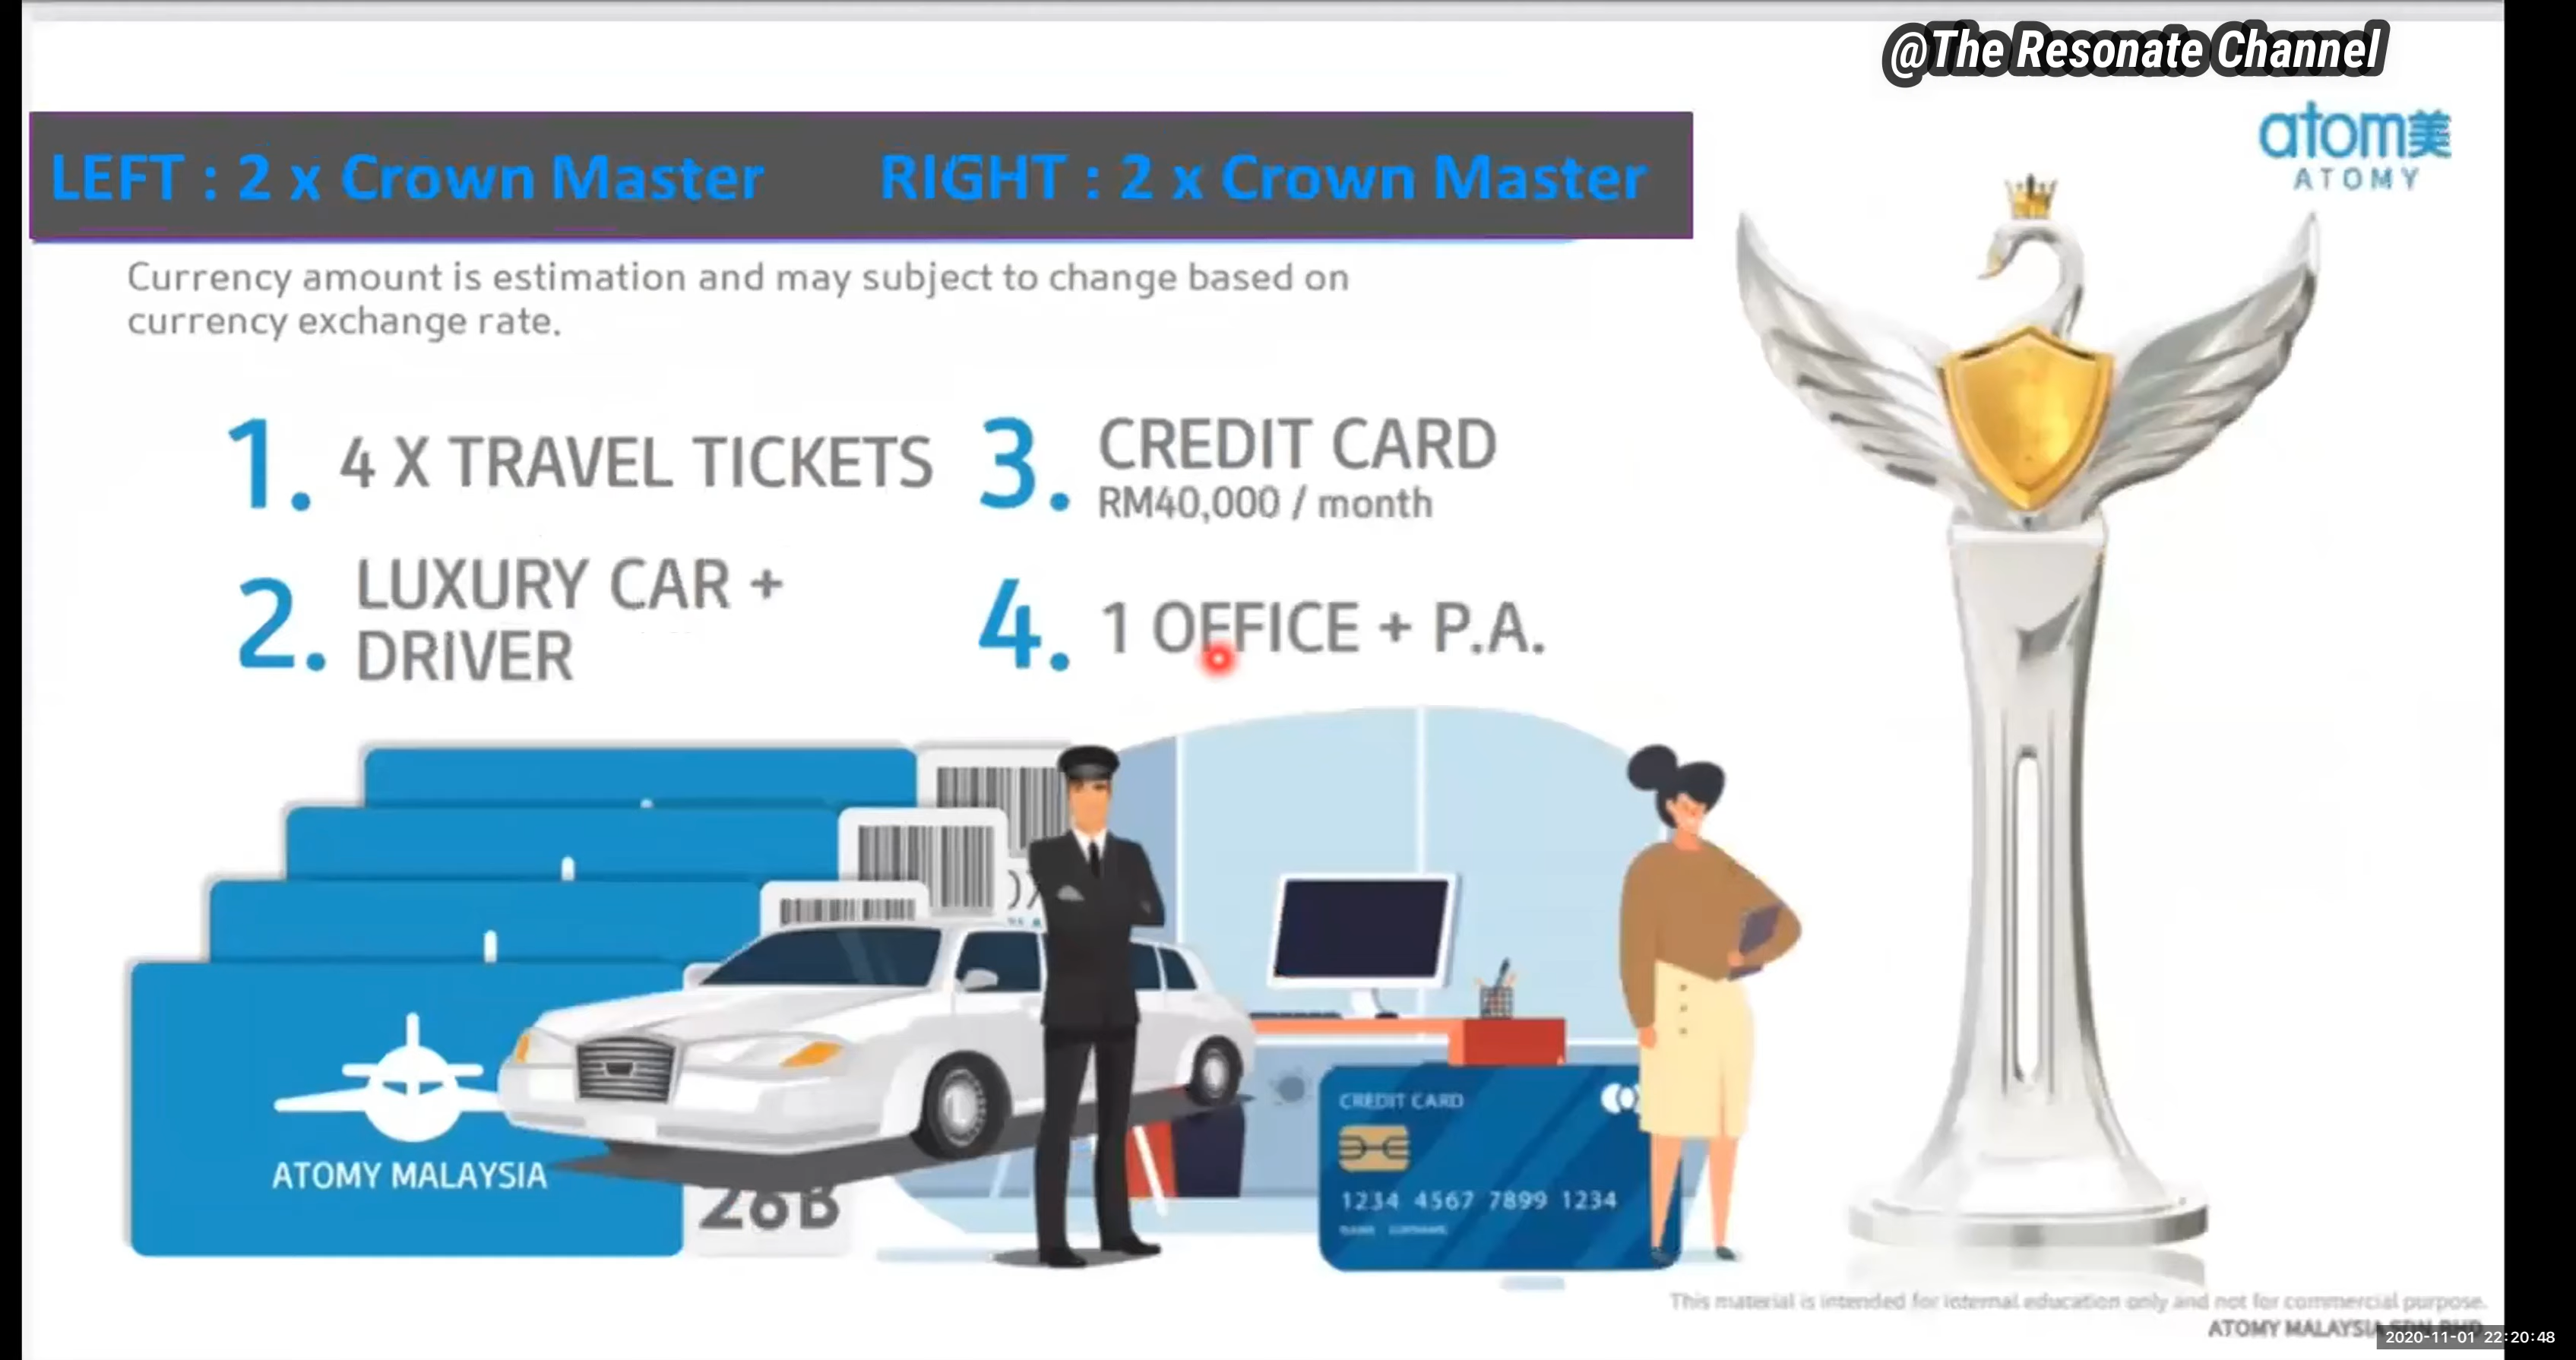 @The Resonate Channel
atom美
ATOMY
LEFT : 2 x Crown Master RIGHT : 2 x Crown Master
Currency amount is estimation and may subject to change based on
currency exchange rate.
1. 4 X TRAVEL TICKETS
2. LUXURY CAR +
DRIVER
3. CREDIT CARD
RM40,000 / month
4. 1 OFFICE + P.A.
ATOMY MALAYSIA
26B
CREDIT CARD
1234 4567 7899 1234
This material is intended for internal education only and not for commercial purpose.
ATOMY MALAYSIA SDN BHD
2020-11-01 22:20:48